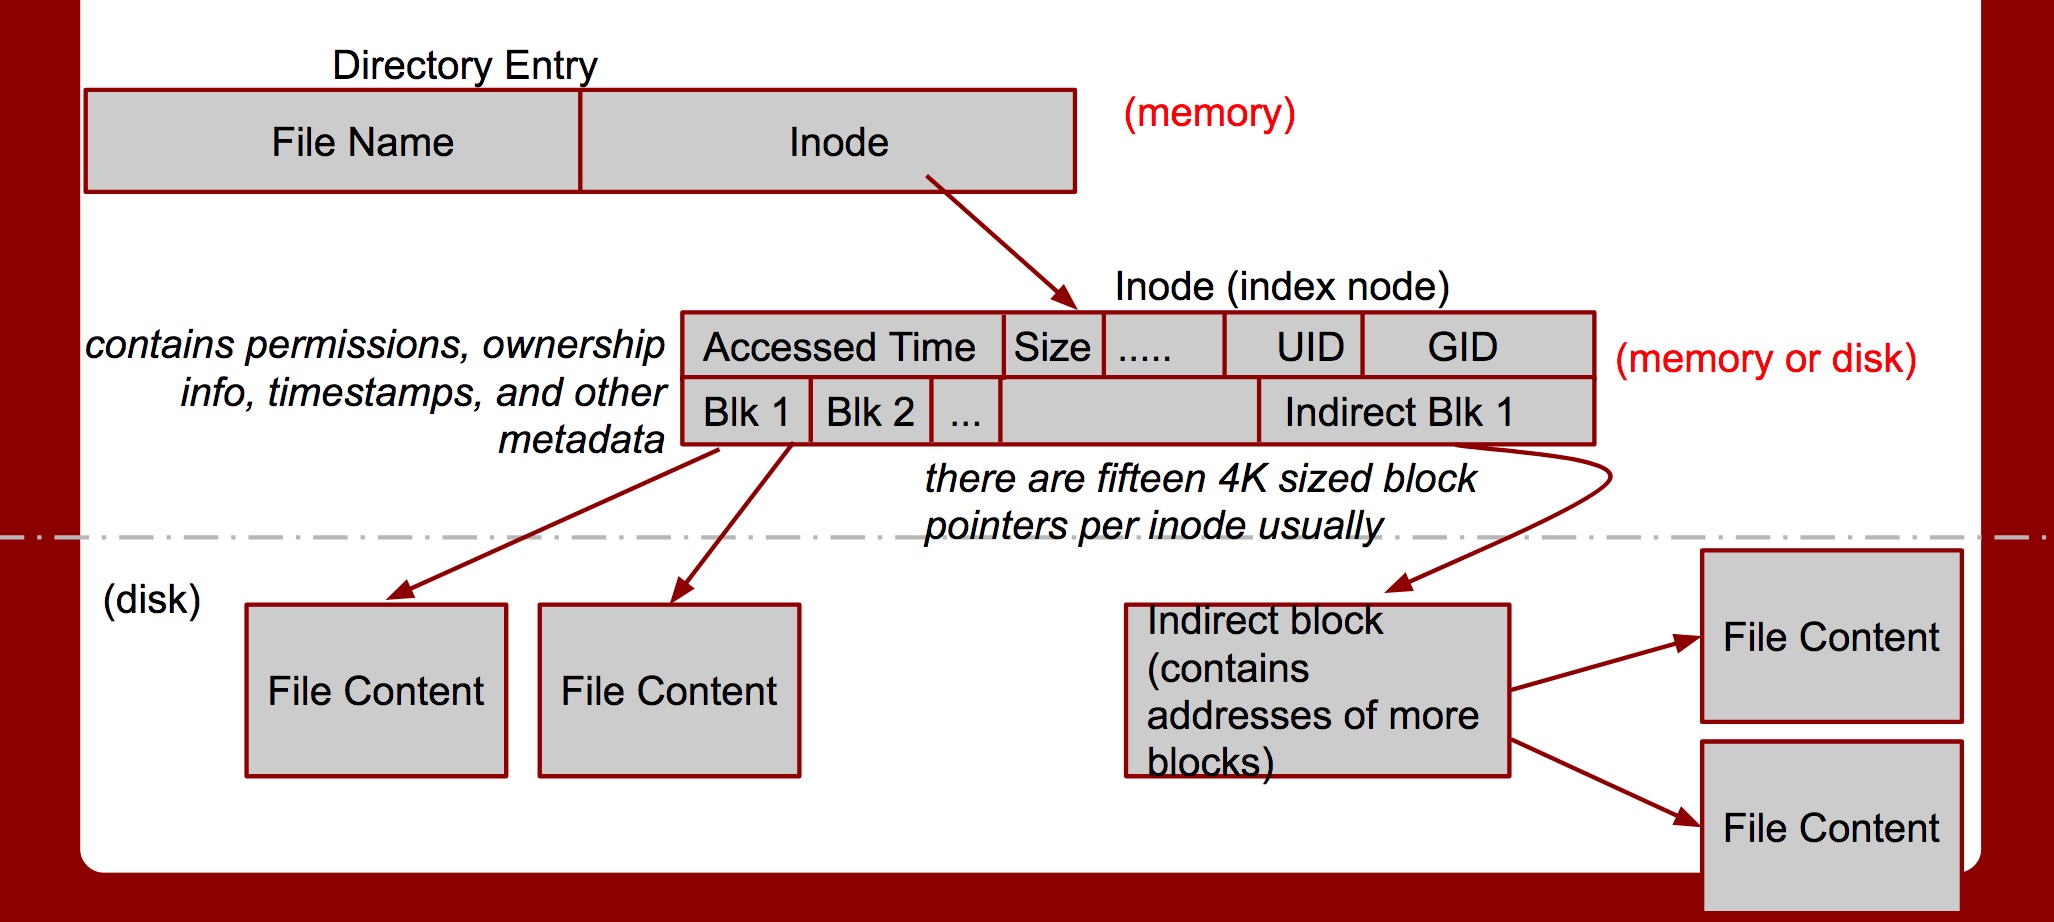 Directory Entry
File Name
Inode
(memory)
Inode (index node)
contains permissions, ownership
info, timestamps, and other
metadata
Accessed Time
Size
.....
UID
GID
(memory or disk)
Blk 1
Blk 2
...
Indirect Blk 1
there are fifteen 4K sized block
pointers per inode usually
(disk)
File Content
File Content
Indirect block
(contains
addresses of more
blocks)
File Content
File Content